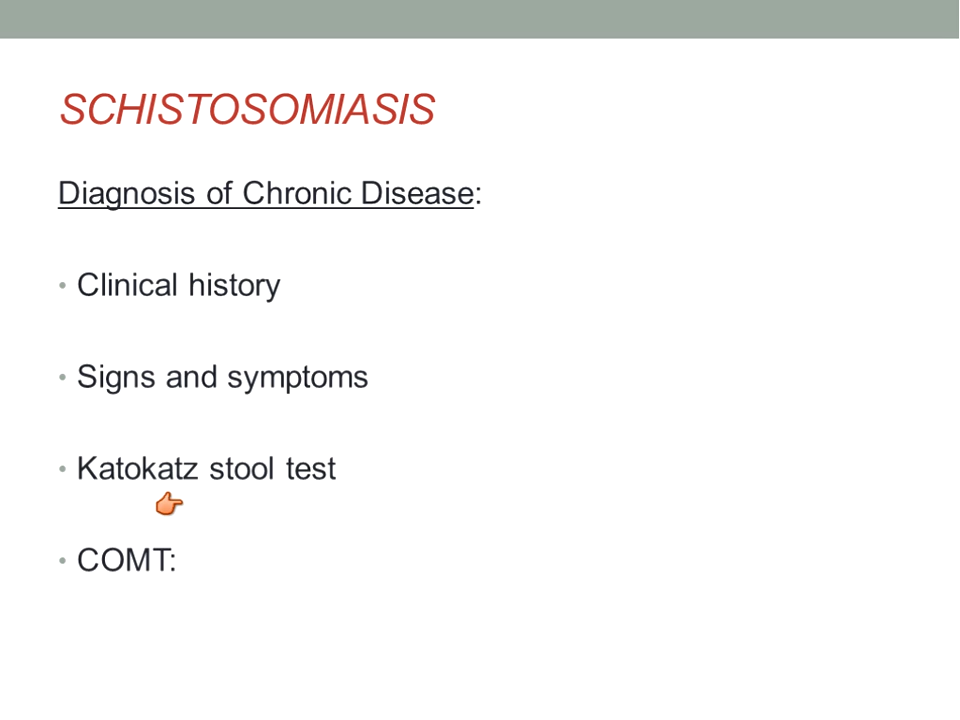 SCHISTOSOMIASIS
Diagnosis of Chronic Disease:
• Clinical history
• Signs and symptoms
• Katokatz stool test
• COMT: